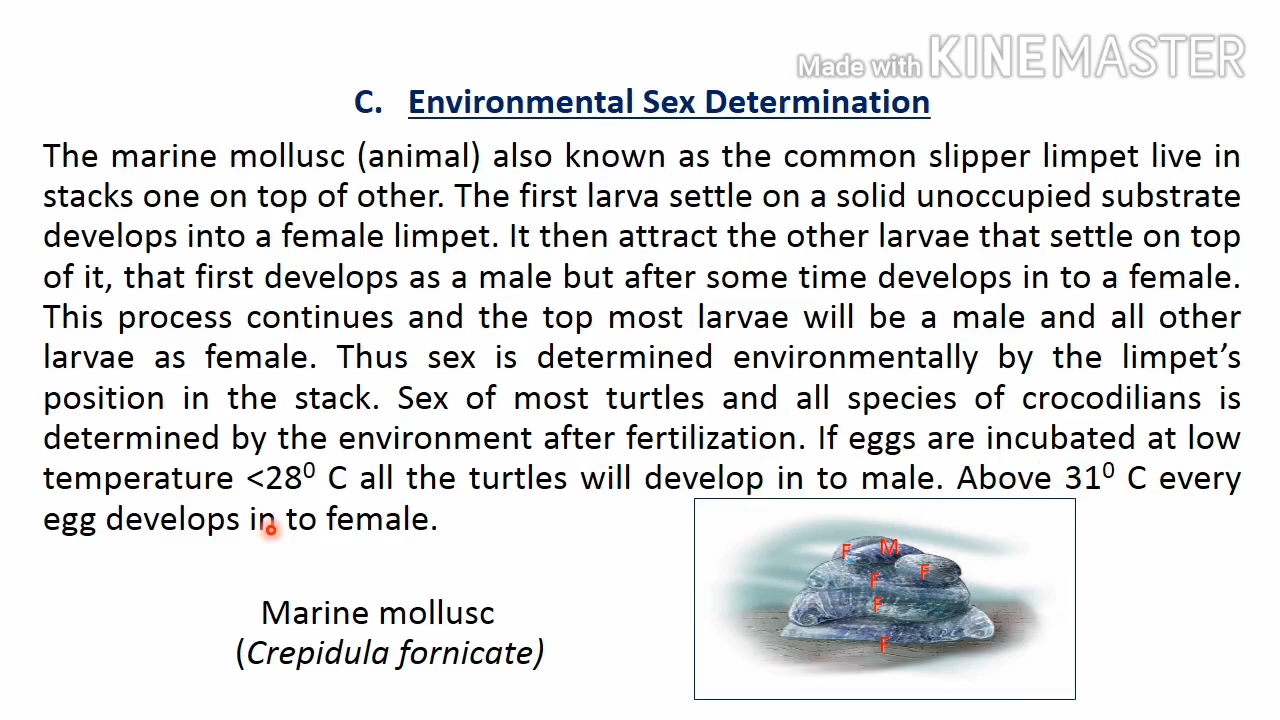 Made with KINEMASTER
C. Environmental Sex Determination
The marine mollusc (animal) also known as the common slipper limpet live in
stacks one on top of other. The first larva settle on a solid unoccupied substrate
develops into a female limpet. It then attract the other larvae that settle on top
of it, that first develops as a male but after some time develops in to a female.
This process continues and the top most larvae will be a male and all other
larvae as female. Thus sex is determined environmentally by the limpet’s
position in the stack. Sex of most turtles and all species of crocodilians is
determined by the environment after fertilization. If eggs are incubated at low
temperature <28⁰ C all the turtles will develop in to male. Above 31⁰ C every
egg develops in to female.
F M
F
F
F
F
Marine mollusc
(Crepidula fornicate)